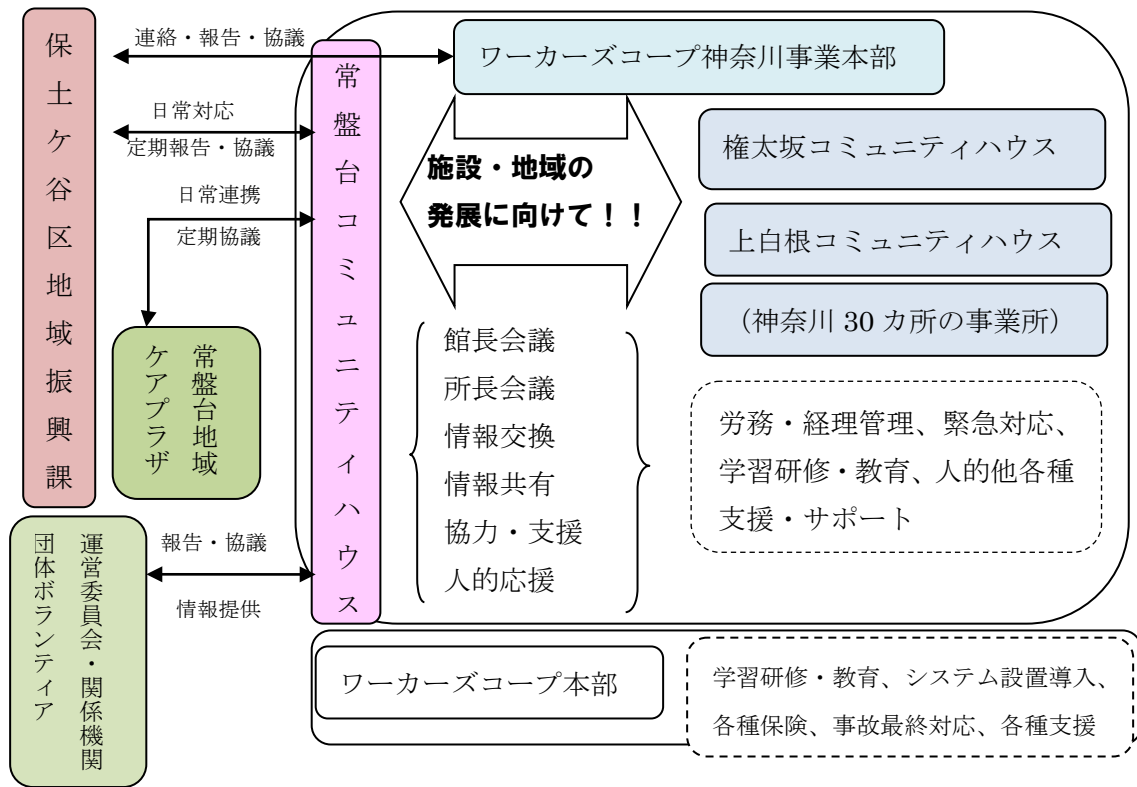 保土ケ谷区地域振興課
連絡・報告・協議
日常対応
定期報告・協議
日常連携
定期協議
常盤台地域
ケアプラザ
運営委員会・関係機関
団体ボランティア
報告・協議
情報提供
常盤台コミュニティハウス
ワーカーズコープ神奈川事業本部
施設・地域の
発展に向けて！！
権太坂コミュニティハウス
上白根コミュニティハウス
（神奈川 30 カ所の事業所）
館長会議
所長会議
情報交換
情報共有
協力・支援
人的応援
労務・経理管理、緊急対応、
学習研修・教育、人的他各種
支援・サポート
ワーカーズコープ本部
学習研修・教育、システム設置導入、
各種保険、事故最終対応、各種支援